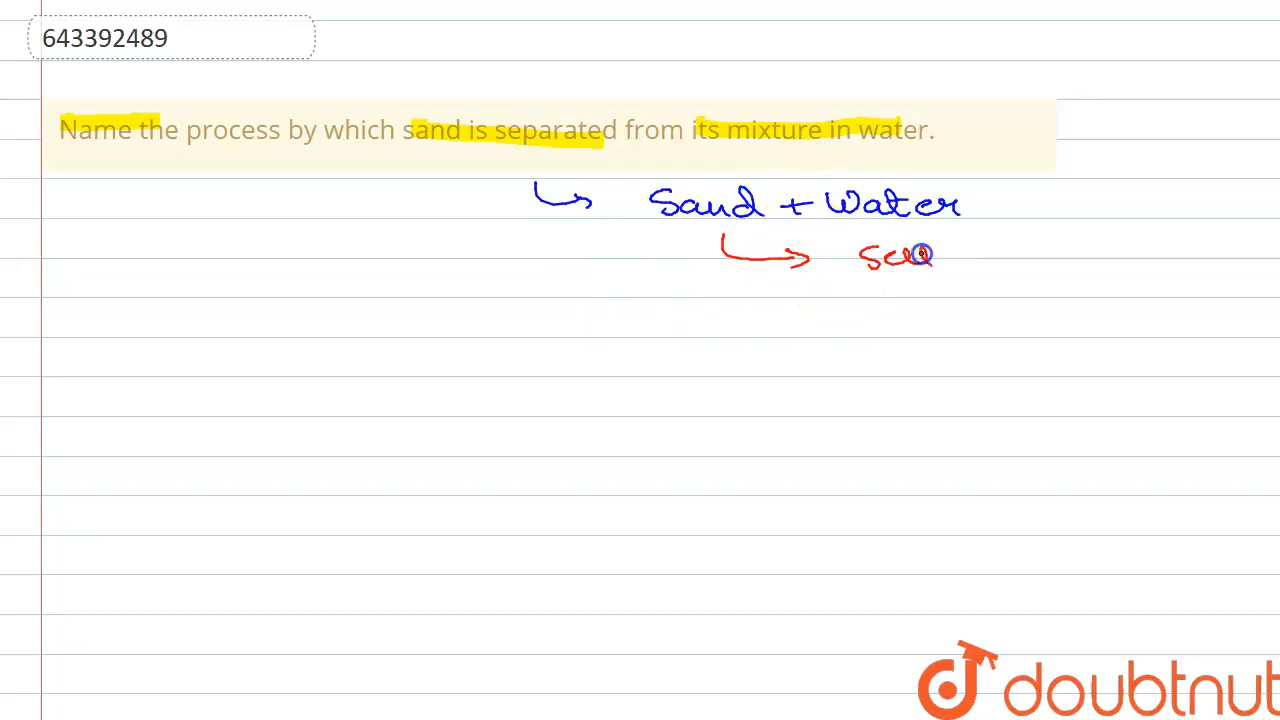 643392489
Name the process by which sand is separated from its mixture in water.
Sand + Water
doubtnut